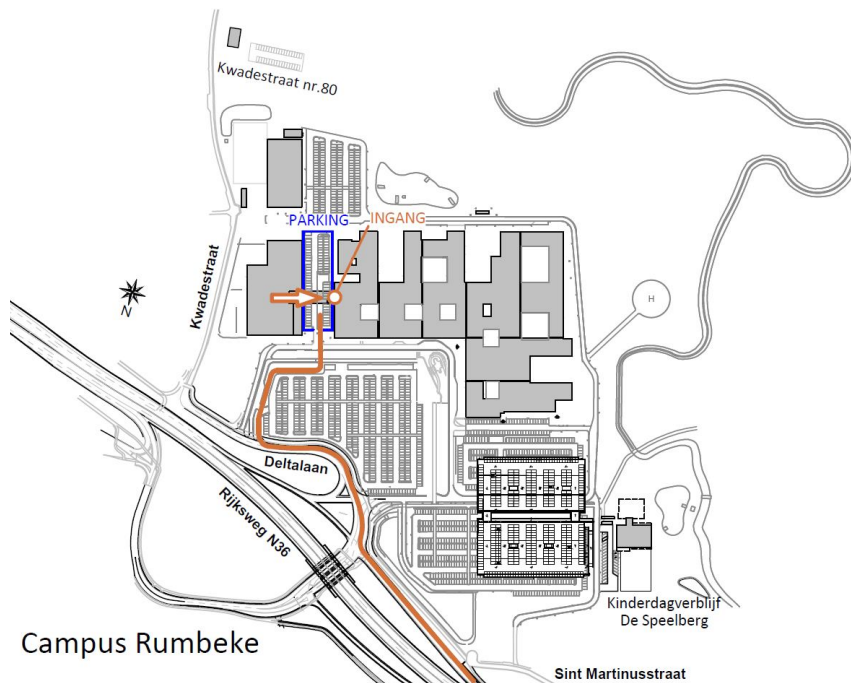 Kwadestraat nr.80
PARKING
INGANG
Kwadestraat
N
H
Deltalaan
Rijksweg N36
Kinderdagverblijf
De Speelberg
Campus Rumbeke
Sint Martinusstraat